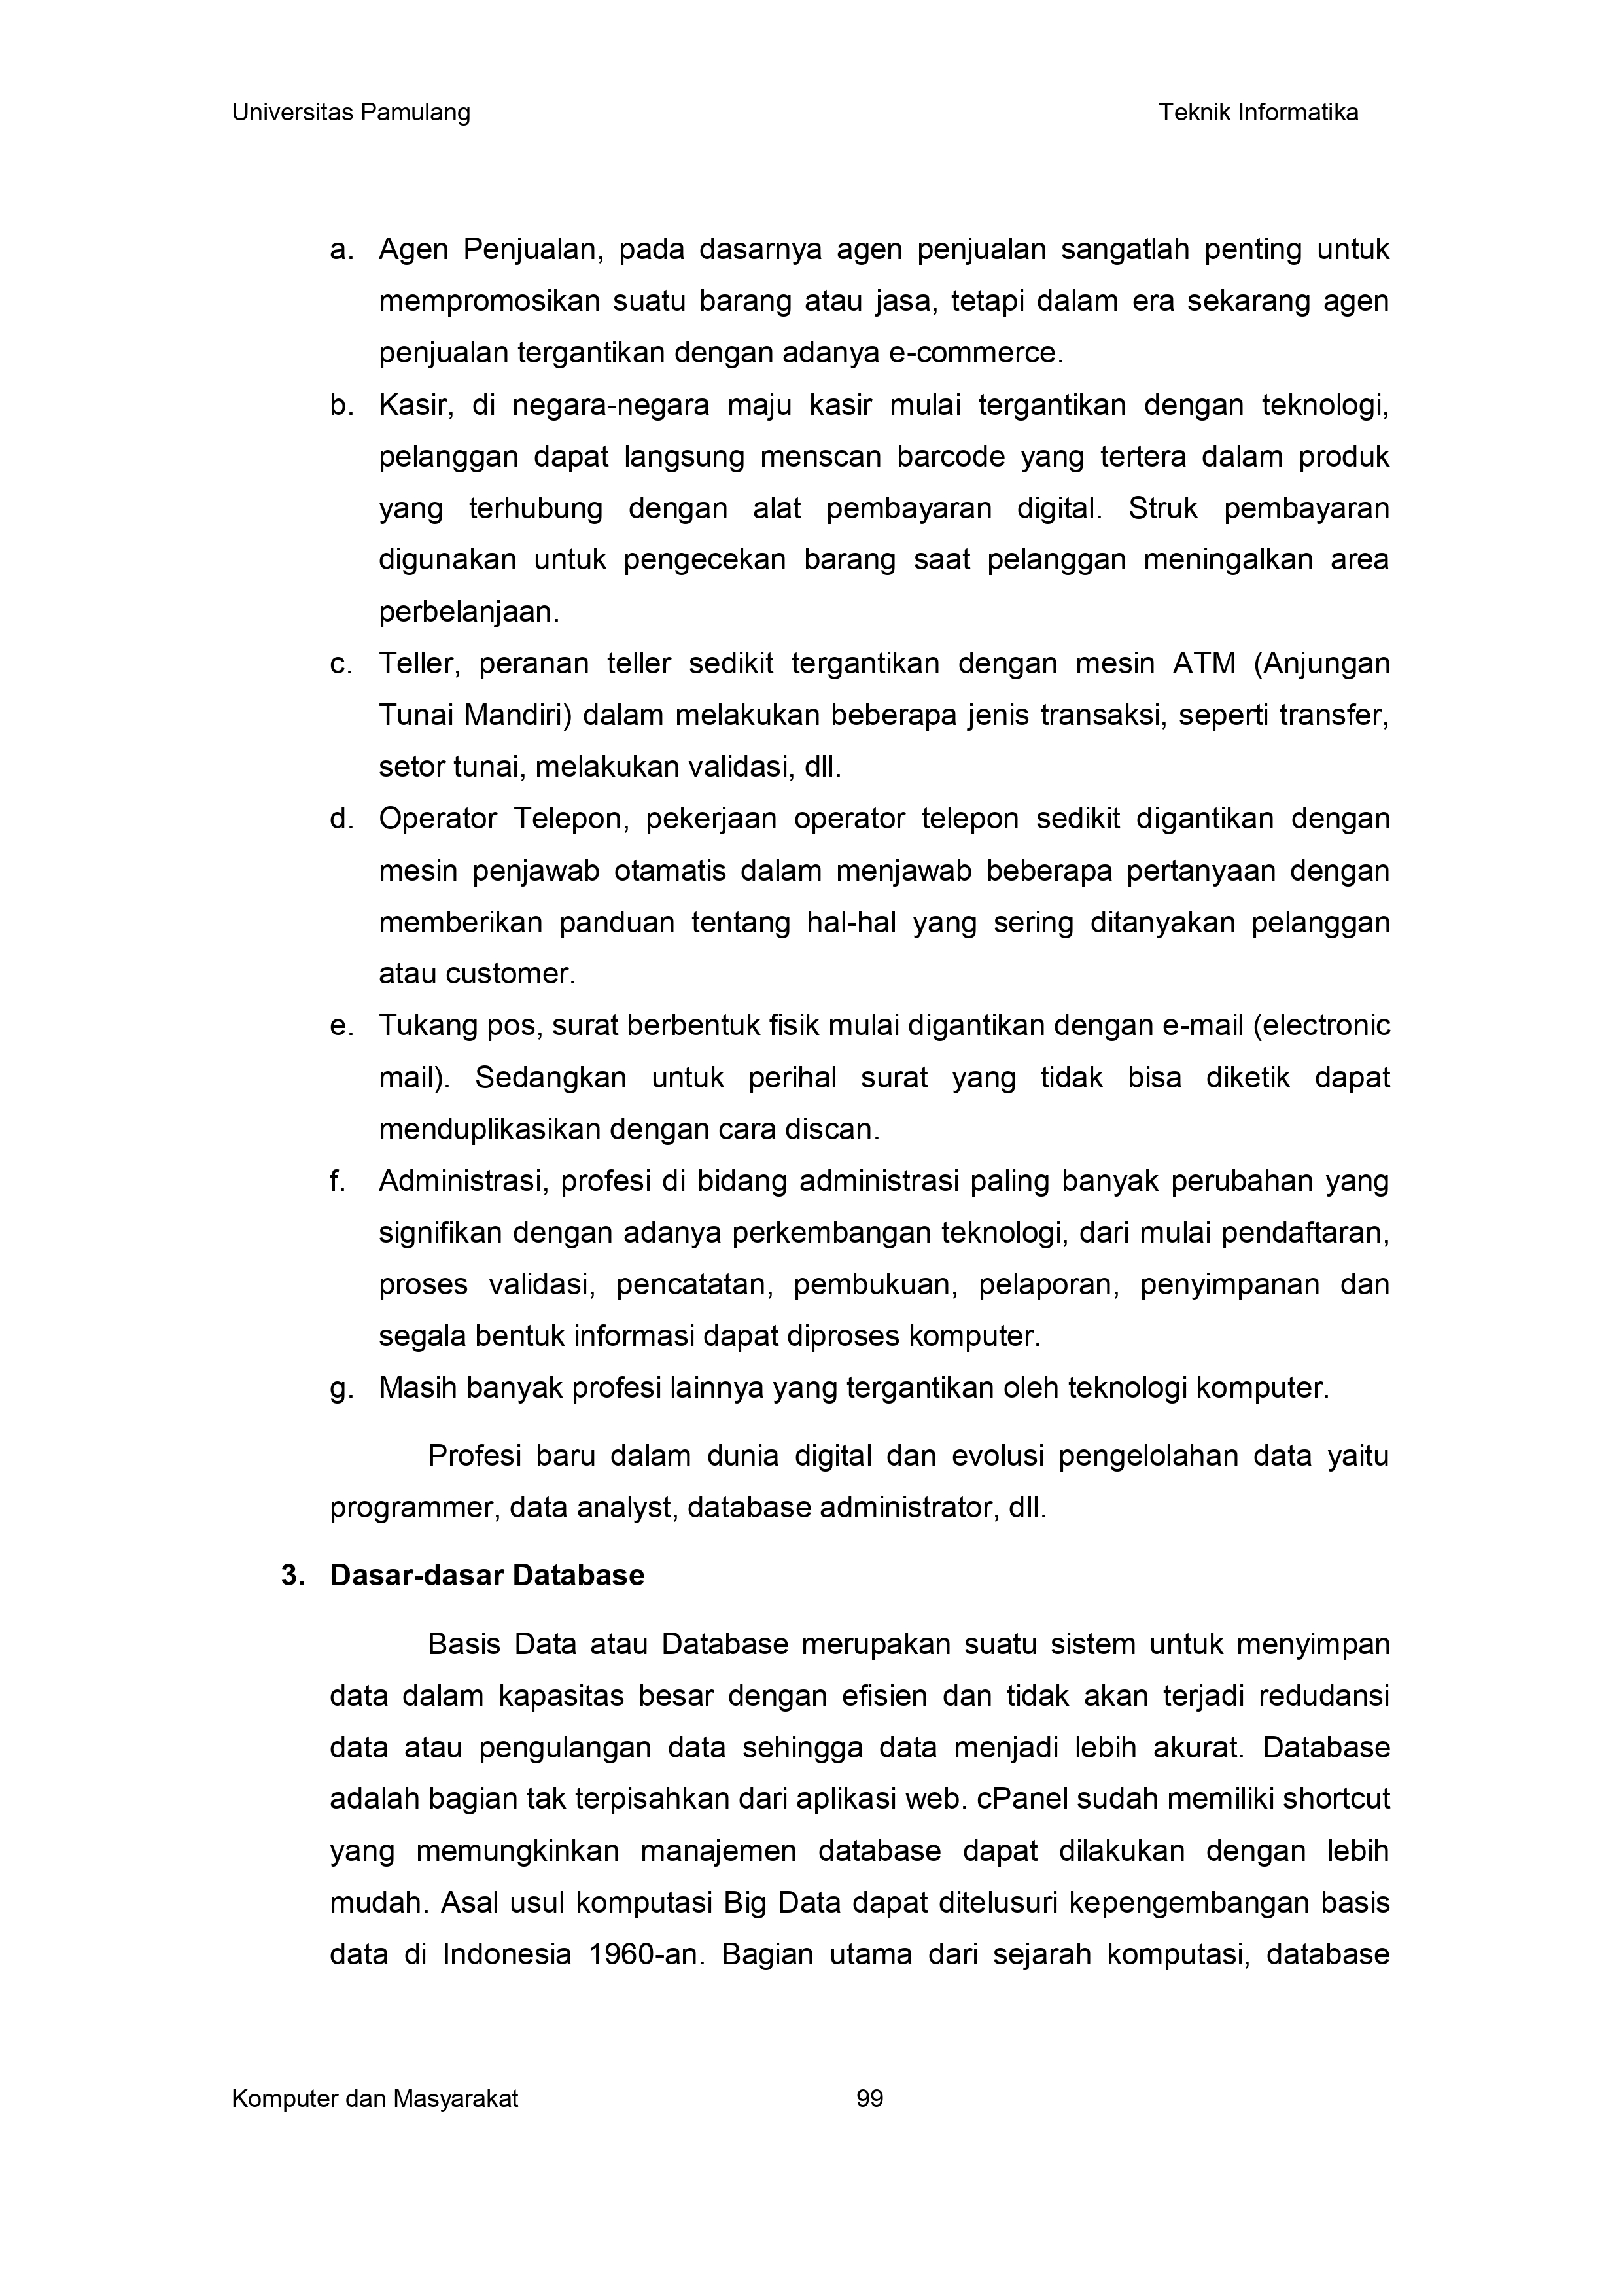 Universitas Pamulang Teknik Informatika
a. Agen Penjualan, pada dasarnya agen penjualan sangatlah penting untuk
mempromosikan suatu barang atau jasa, tetapi dalam era sekarang agen
penjualan tergantikan dengan adanya e-commerce.
b. Kasir, di negara-negara maju kasir mulai tergantikan dengan teknologi,
pelanggan dapat langsung menscan barcode yang tertera dalam produk
yang terhubung dengan alat pembayaran digital. Struk pembayaran
digunakan untuk pengecekan barang saat pelanggan meningalkan area
perbelanjaan.
c. Teller, peranan teller sedikit tergantikan dengan mesin ATM (Anjungan
Tunai Mandiri) dalam melakukan beberapa jenis transaksi, seperti transfer,
setor tunai, melakukan validasi, dll.
d. Operator Telepon, pekerjaan operator telepon sedikit digantikan dengan
mesin penjawab otamatis dalam menjawab beberapa pertanyaan dengan
memberikan panduan tentang hal-hal yang sering ditanyakan pelanggan
atau customer.
e. Tukang pos, surat berbentuk fisik mulai digantikan dengan e-mail (electronic
mail). Sedangkan untuk perihal surat yang tidak bisa diketik dapat
menduplikasikan dengan cara discan.
f. Administrasi, profesi di bidang administrasi paling banyak perubahan yang
signifikan dengan adanya perkembangan teknologi, dari mulai pendaftaran,
proses validasi, pencatatan, pembukuan, pelaporan, penyimpanan dan
segala bentuk informasi dapat diproses komputer.
g. Masih banyak profesi lainnya yang tergantikan oleh teknologi komputer.
Profesi baru dalam dunia digital dan evolusi pengelolahan data yaitu
programmer, data analyst, database administrator, dll.
3. Dasar-dasar Database
Basis Data atau Database merupakan suatu sistem untuk menyimpan
data dalam kapasitas besar dengan efisien dan tidak akan terjadi redudansi
data atau pengulangan data sehingga data menjadi lebih akurat. Database
adalah bagian tak terpisahkan dari aplikasi web. cPanel sudah memiliki shortcut
yang memungkinkan manajemen database dapat dilakukan dengan lebih
mudah. Asal usul komputasi Big Data dapat ditelusuri kepengembangan basis
data di Indonesia 1960-an. Bagian utama dari sejarah komputasi, database
Komputer dan Masyarakat 99